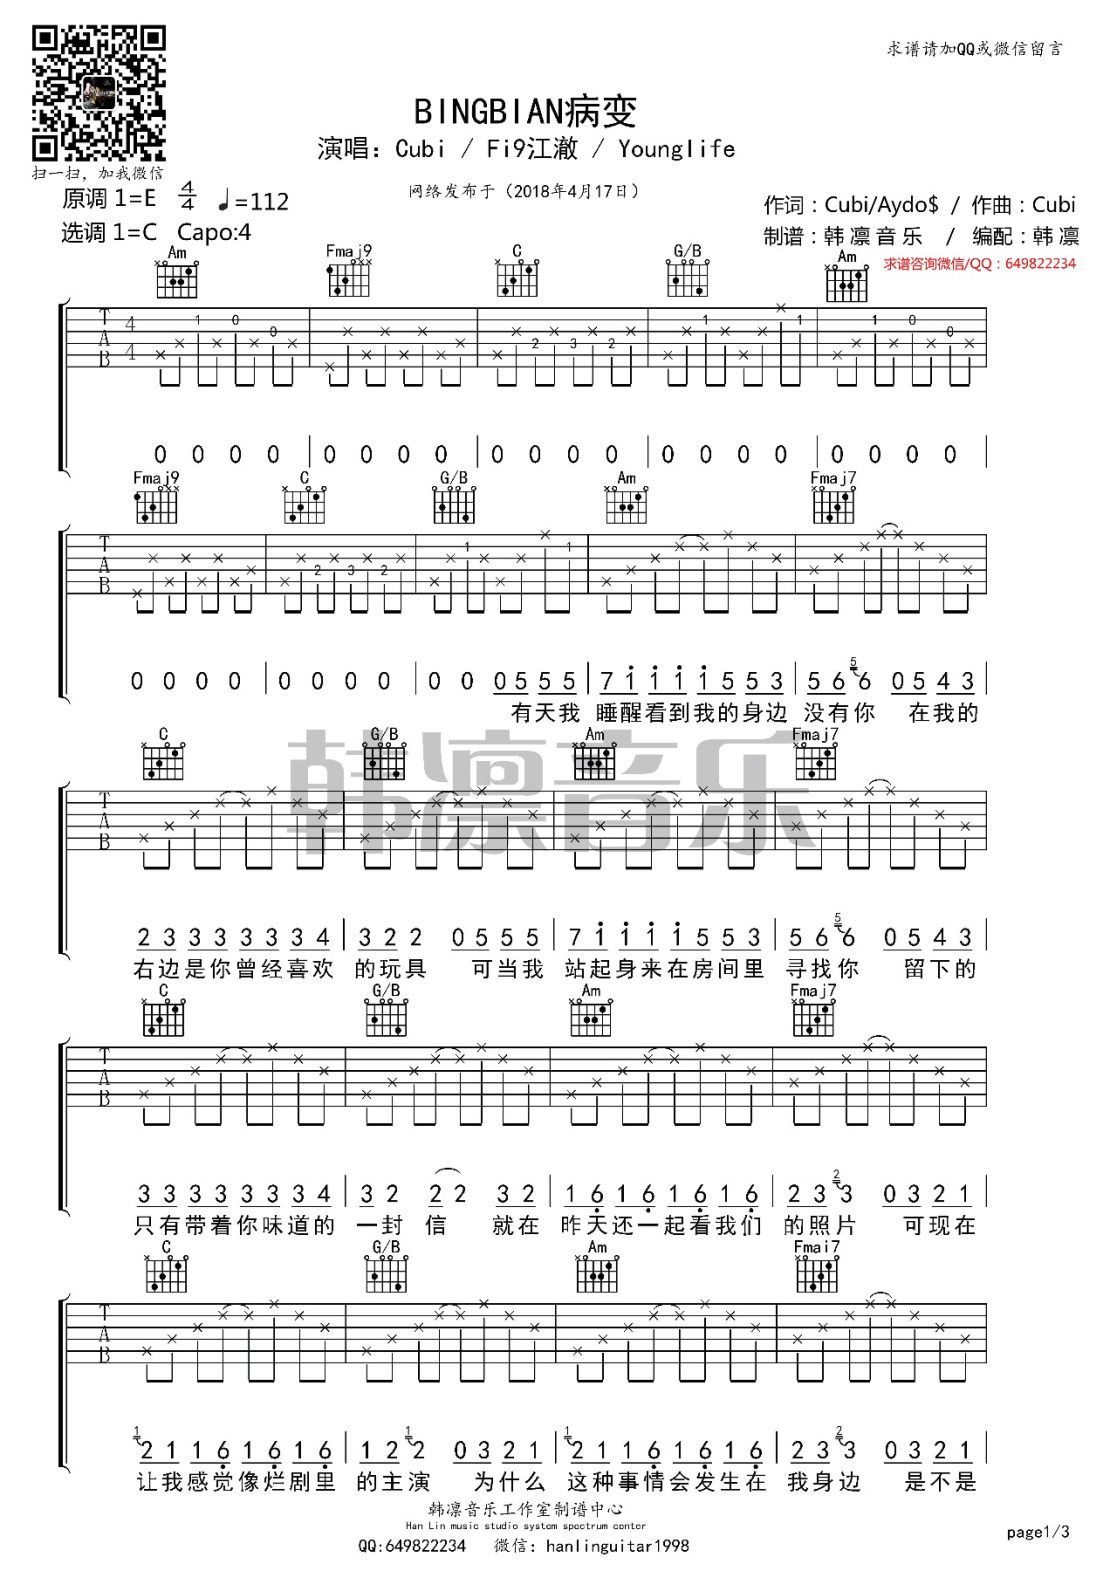 求谱请加QQ或微信留言
BINGBIAN病变
演唱：Cubi / Fi9江澈 / Younglife
扫一扫，加我微信
网络发布于（2018年4月17日）
原调 1=E 4/4 ♩=112
作词：Cubi/Aydo$ / 作曲：Cubi
选调 1=C Capo:4
制谱：韩凛音乐 / 编配：韩凛
求谱咨询微信/QQ：649822234
Am Fmaj9 C G/B Am
T A B 4 4 1 0 0 2 3 2 1 1 1 0 0
0 0 0 0 | 0 0 0 0 | 0 0 0 0 | 0 0 0 0 | 0 0 0 0 |
Fmaj9 C G/B Am Fmaj7
T A B 2 3 2 1 1
0 0 0 0 | 0 0 0 0 | 0 0 0 5 5 5 | 7 1 1 1 1 5 5 3 | 5 6 5 6 0 5 4 3
有天我 睡醒看到我的身边 没有你 在我的
韩凛音乐
C G/B Am Fmaj7
T A B
2 3 3 3 3 3 3 4 | 3 2 2 0 5 5 5 | 7 1 1 1 1 5 5 3 | 5 6 5 6 0 5 4 3
右边是你曾经喜欢 的玩具 可当我 站起身来在房间里 寻找你 留下的
C G/B Am Fmaj7
T A B
3 3 3 3 3 3 3 4 | 3 2 2 2 3 2 | 1 6 1 6 1 6 1 6 | 2 3 2 3 0 3 2 1
只有带着你味道的 一封 信 就在 昨天还一起看我们 的照片 可现在
C G/B Am Fmaj7
T A B
1 2 1 1 6 1 6 1 6 | 1 2 1 2 0 3 2 1 | 1 2 1 1 6 1 6 1 6 | 2 3 2 3 0 3 2 1
让我感觉像烂剧里 的主演 为什么 这种事情会发生在 我身边 是不是
韩凛音乐工作室制谱中心
Han Lin music studio system spectrum center
QQ:649822234 微信：hanlinguitar1998
page1/3